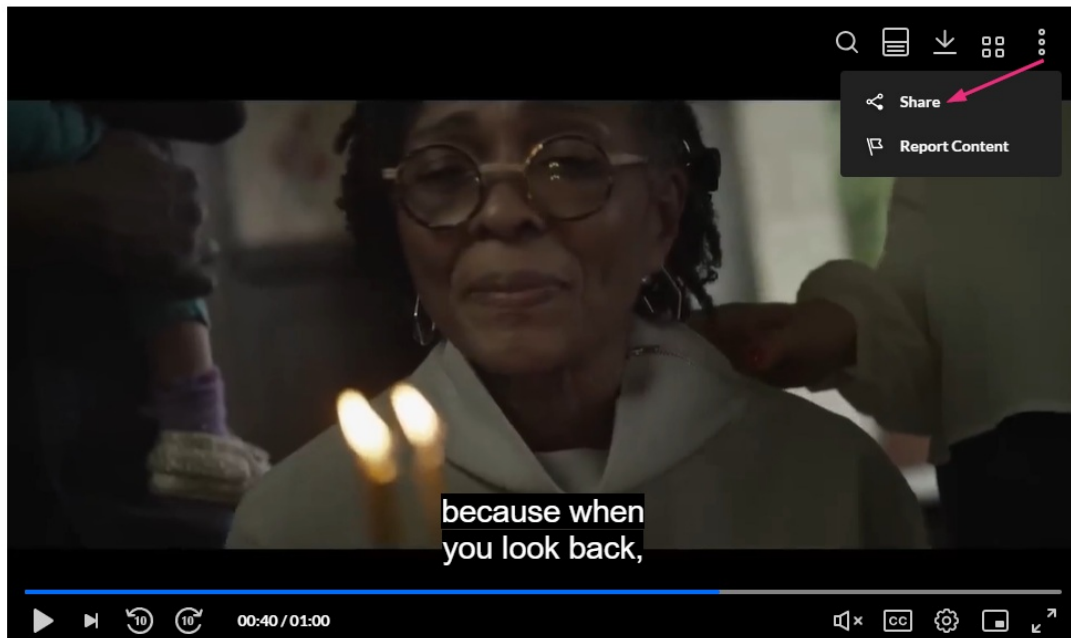 Share
Report Content
because when
you look back,
10
10
00:40 / 01:00
CC